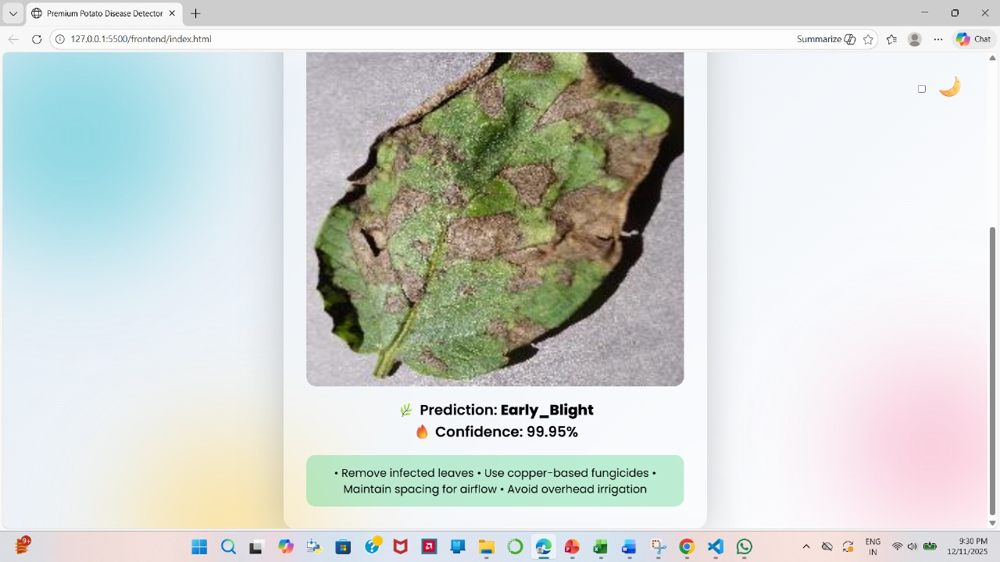 Premium Potato Disease Detector
127.0.0.1:5500/frontend/index.html
Summarize
Chat
🌿 Prediction: Early_Blight
🔥 Confidence: 99.95%
• Remove infected leaves • Use copper-based fungicides •
Maintain spacing for airflow • Avoid overhead irrigation
9+
ENG
IN
9:30 PM
12/11/2025